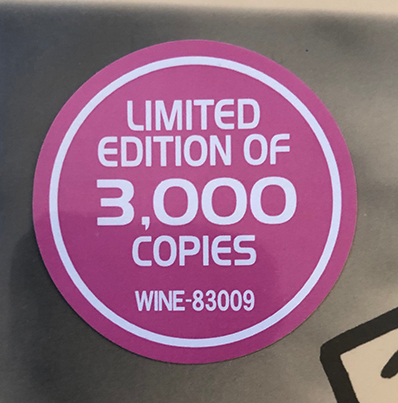 LIMITED
EDITION OF
3,000
COPIES
WINE-83009